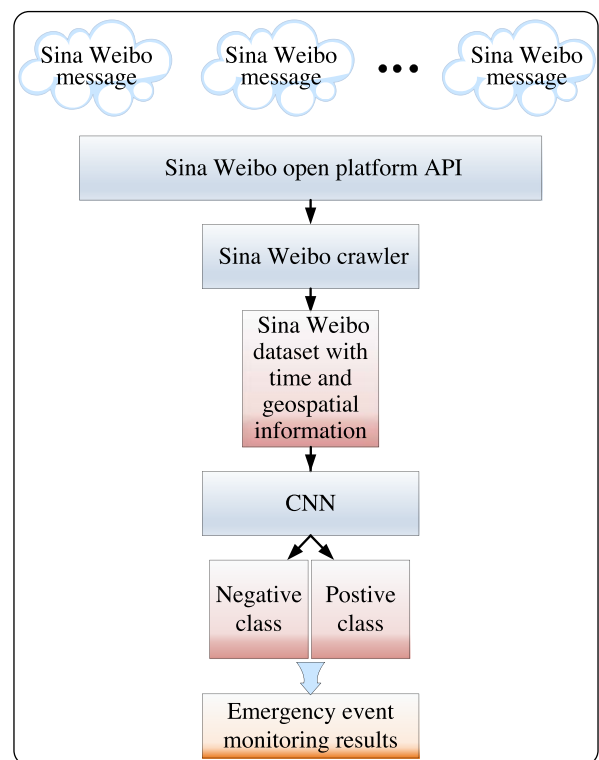 Sina Weibo
message
Sina Weibo
message
Sina Weibo
message
Sina Weibo open platform API
Sina Weibo crawler
Sina Weibo
dataset with
time and
geospatial
information
CNN
Negative
class
Postive
class
Emergency event
monitoring results